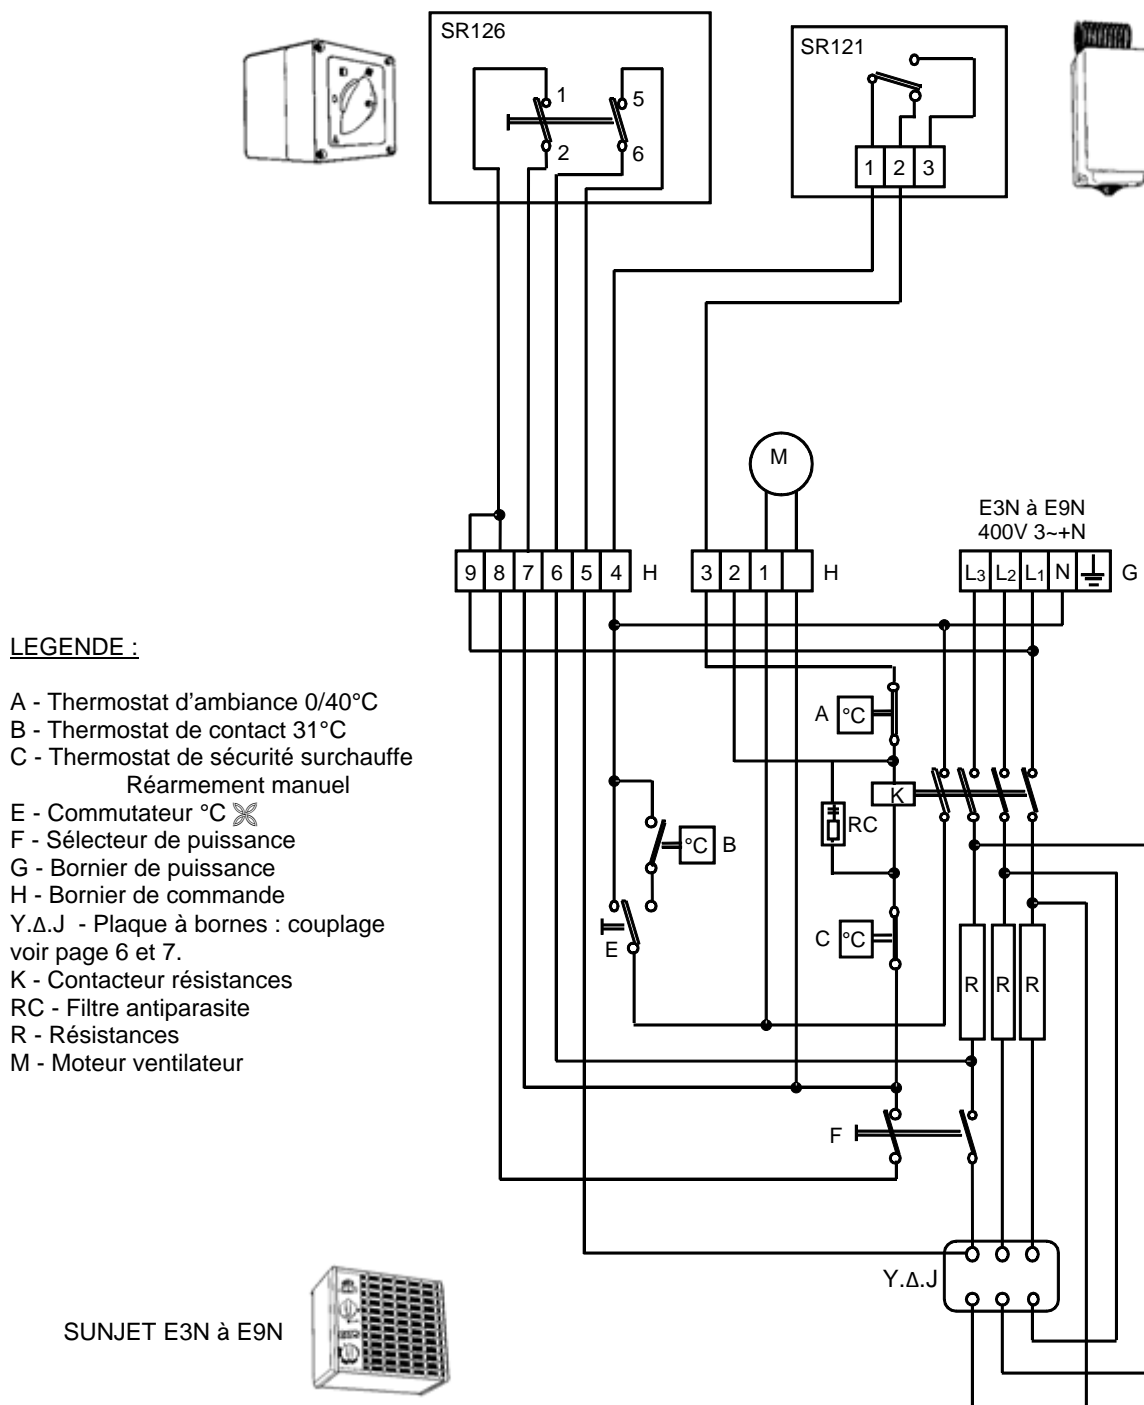 SR126
SR121
1
5
2
6
1 2 3
M
E3N à E9N
400V 3~+N
9 8 7 6 5 4 H
3 2 1 H
L3 L2 L1 N G
LEGENDE :
A - Thermostat d'ambiance 0/40°C
B - Thermostat de contact 31°C
C - Thermostat de sécurité surchauffe
Réarmement manuel
E - Commutateur °C
F - Sélecteur de puissance
G - Bornier de puissance
H - Bornier de commande
Y.Δ.J - Plaque à bornes : couplage
voir page 6 et 7.
K - Contacteur résistances
RC - Filtre antiparasite
R - Résistances
M - Moteur ventilateur
A °C
K
RC
°C B
C °C
E
R R R
F
Y.Δ.J
SUNJET E3N à E9N